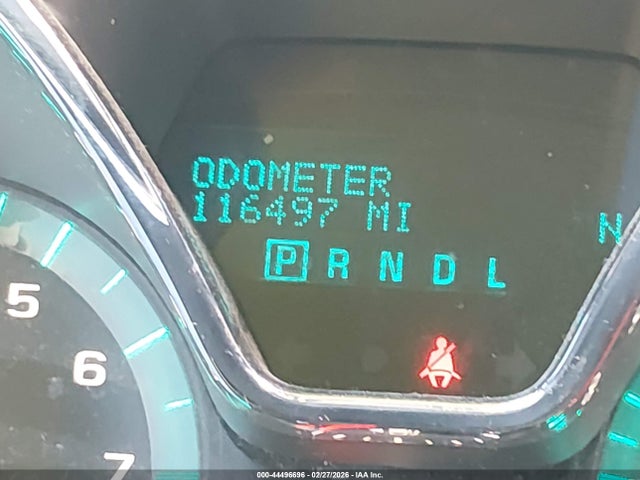 ODOMETER
116497 MI
N
P R N D L
5
6
7
000-44496696 - 02/27/2026 - IAA Inc.